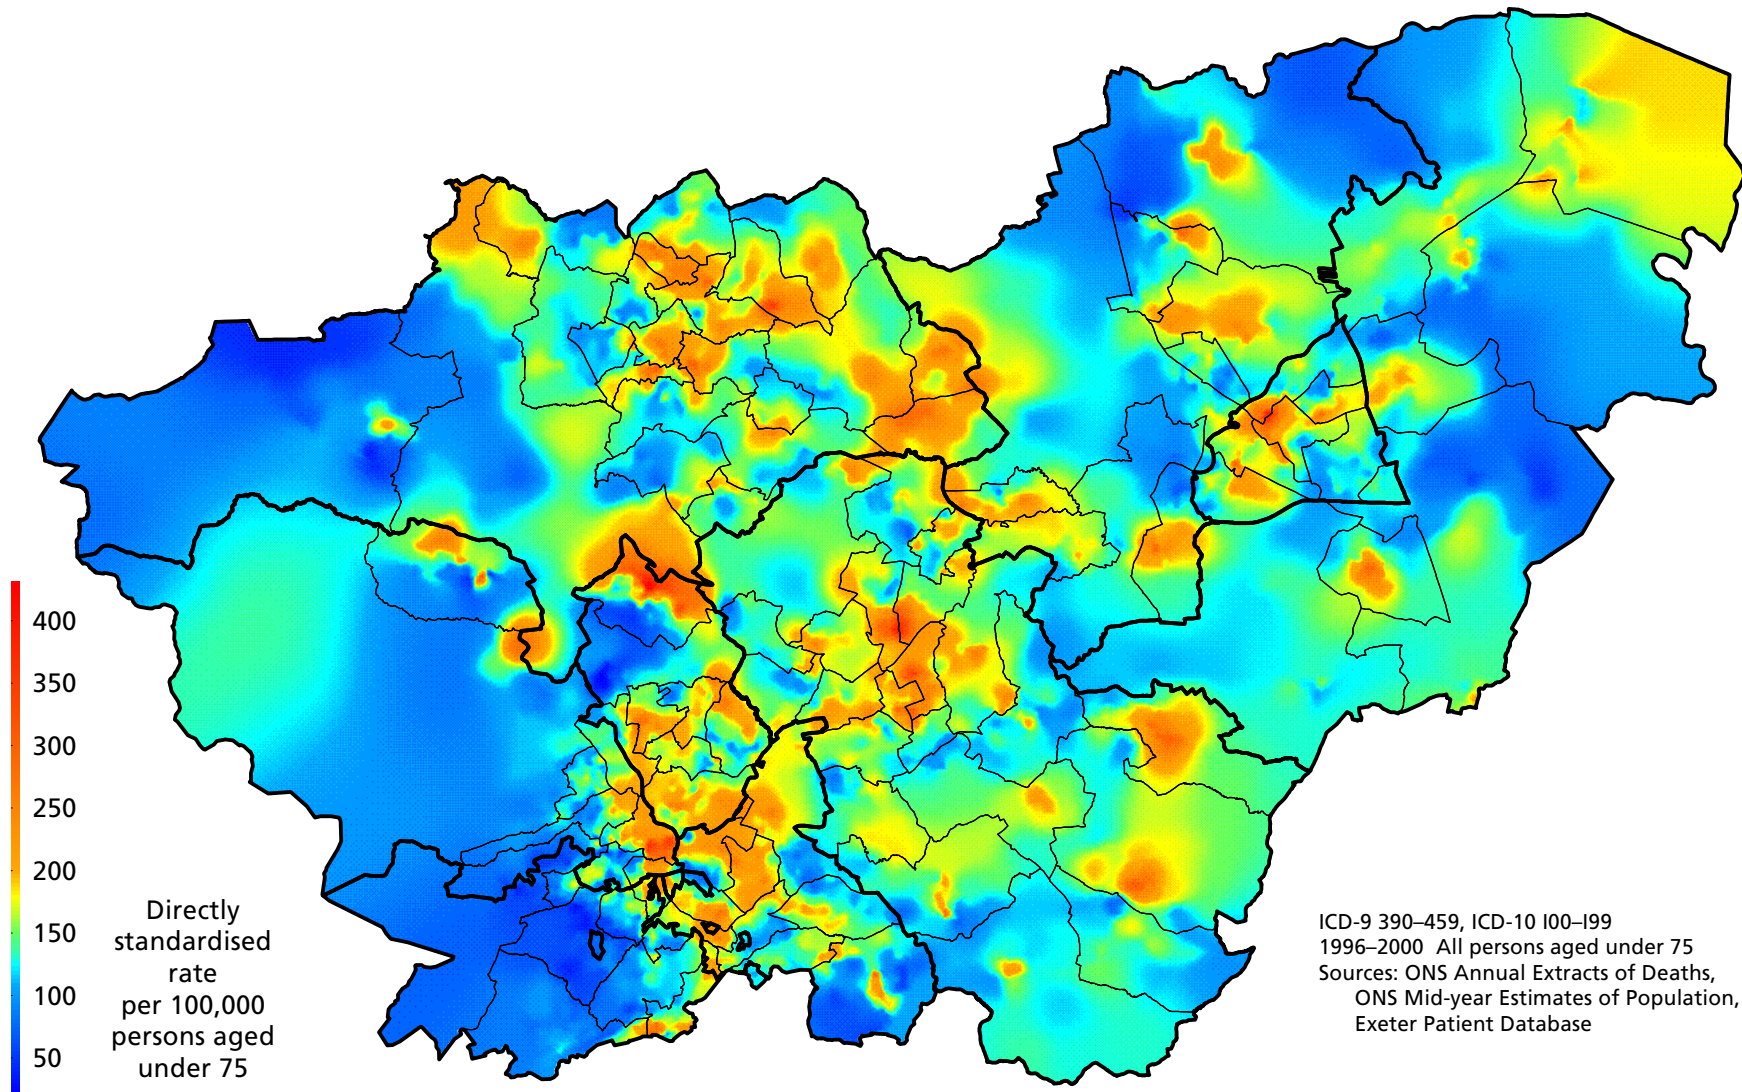 400
350
300
250
200
150
100
50
Directly
standardised
rate
per 100,000
persons aged
under 75
ICD-9 390–459, ICD-10 I00–I99
1996–2000 All persons aged under 75
Sources: ONS Annual Extracts of Deaths,
ONS Mid-year Estimates of Population,
Exeter Patient Database